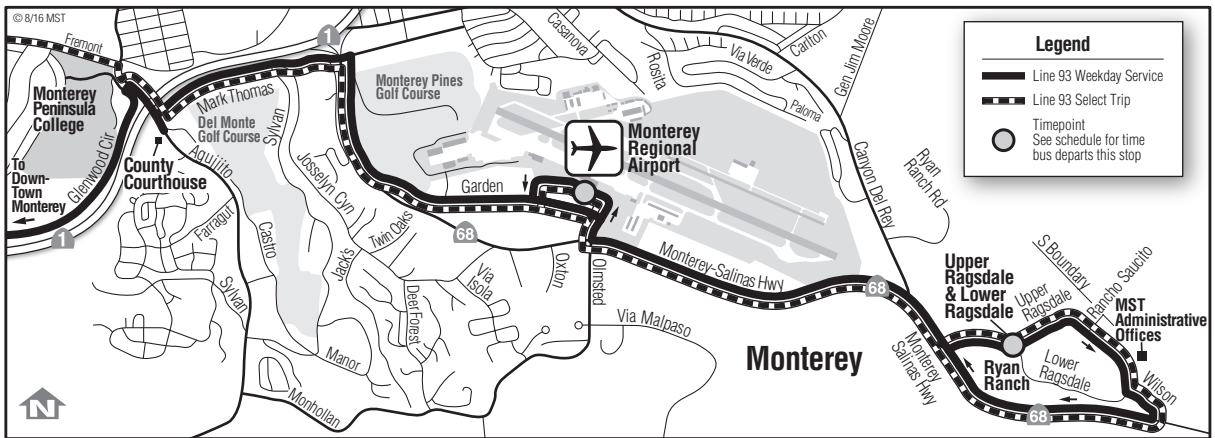 © 8/16 MST
Fremont
1
1
Monterey
Peninsula
College
Mark Thomas
Del Monte
Golf Course
Sylvan
Monterey Pines
Golf Course
Casanova
Rosita
Via Verde
Carlton
Gen Jim Moore
Paloma
Legend
Line 93 Weekday Service
Line 93 Select Trip
Timepoint
See schedule for time
bus departs this stop
Monterey
Regional
Airport
To
Down-
Town
Monterey
Glenwood Cir
County
Courthouse
Aguijito
Josselyn Cyn
Garden
Canyon Del Rey
Ryan
Ranch Rd
1
Farragut
Castro
Sylvan
Jacks
Twin Oaks
68
Via
Isola
Deer Forest
Oxton
Olmsted
Monterey-Salinas Hwy
68
Via Malpaso
Manor
Monhollan
Monterey
Monterey
Salinas Hwy
Upper
Ragsdale
& Lower
Ragsdale
S Boundary
Upper
Ragsdale
Rancho Saucito
MST
Administrative
Offices
Ryan
Ranch
Lower
Ragsdale
Wilson
68
N